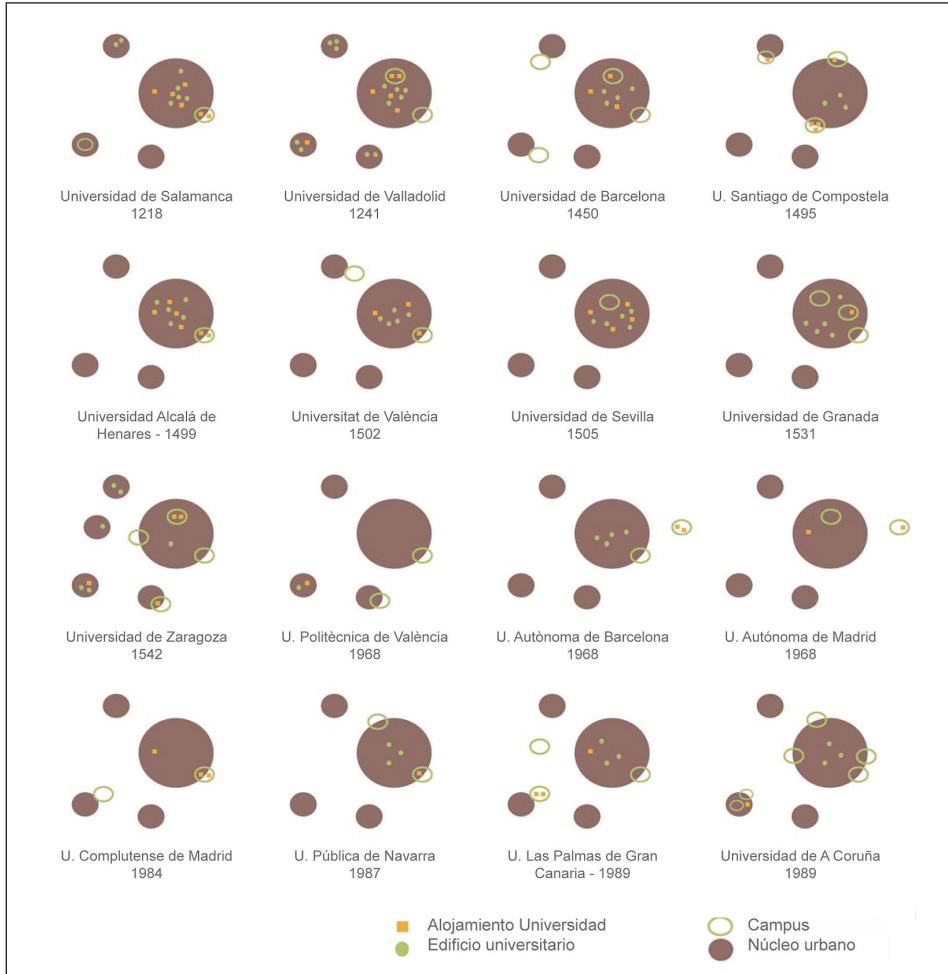 Universidad de Salamanca
1218
Universidad de Valladolid
1241
Universidad de Barcelona
1450
U. Santiago de Compostela
1495
Universidad Alcalá de
Henares - 1499
Universitat de València
1502
Universidad de Sevilla
1505
Universidad de Granada
1531
Universidad de Zaragoza
1542
U. Politècnica de València
1968
U. Autònoma de Barcelona
1968
U. Autónoma de Madrid
1968
U. Complutense de Madrid
1984
U. Pública de Navarra
1987
U. Las Palmas de Gran
Canaria - 1989
Universidad de A Coruña
1989
Alojamiento Universidad
Edificio universitario
Campus
Núcleo urbano